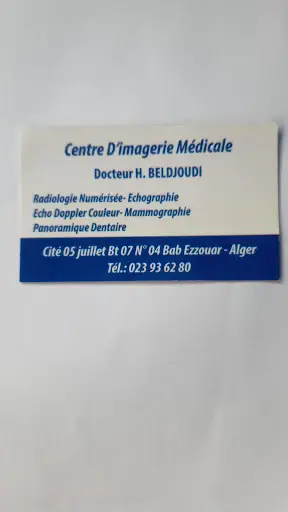 Centre D'imagerie Médicale
Docteur H. BELDJOUDI
Radiologie Numérisée- Echographie
Echo Doppler Couleur- Mammographie
Panoramique Dentaire
Cité 05 juillet Bt 07 N° 04 Bab Ezzouar - Alger
Tél.: 023 93 62 80